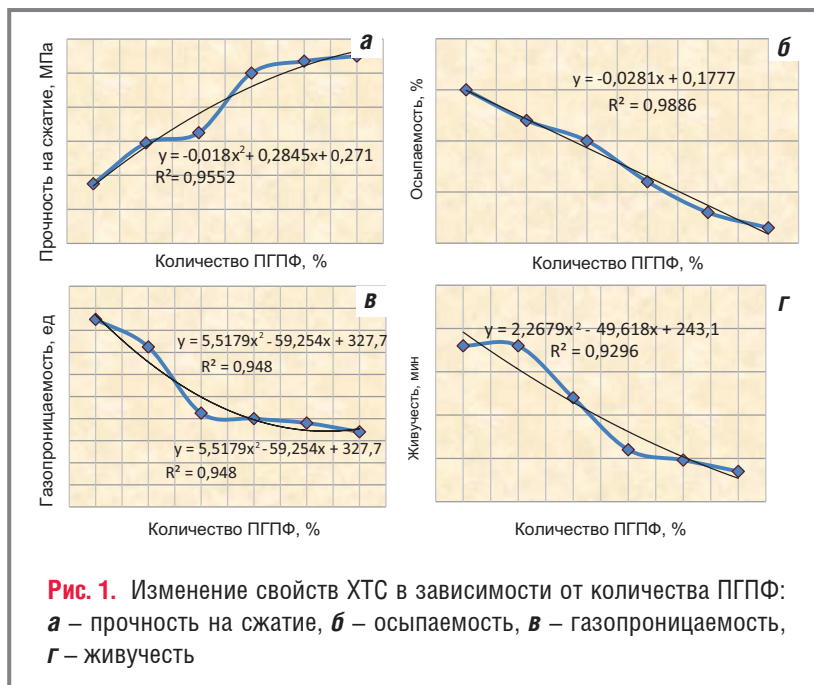 а
Прочность на сжатие, МПа
y = -0,018x² + 0,2845x + 0,271
R² = 0,9552
Количество ПГПФ, %
б
Осыпаемость, %
y = -0,0281x + 0,1777
R² = 0,9886
Количество ПГПФ, %
в
Газопроницаемость, ед
y = 5,5179x² - 59,254x + 327,7
R² = 0,948
y = 5,5179x² - 59,254x + 327,7
R² = 0,948
Количество ПГПФ, %
г
Живучесть, мин
y = 2,2679x² - 49,618x + 243,1
R² = 0,9296
Количество ПГПФ, %
Рис. 1. Изменение свойств ХТС в зависимости от количества ПГПФ:
а – прочность на сжатие, б – осыпаемость, в – газопроницаемость,
г – живучесть